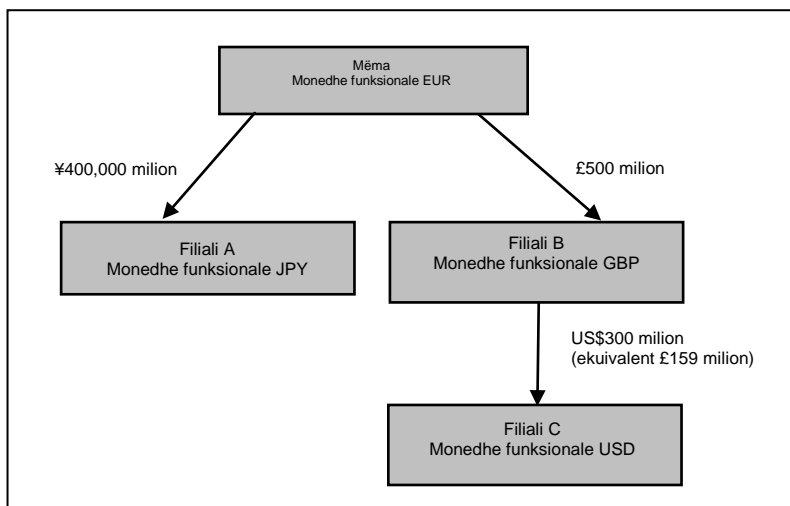 Mëma
Monedhe funksionale EUR
¥400,000 milion
£500 milion
Filiali A
Monedhe funksionale JPY
Filiali B
Monedhe funksionale GBP
US$300 milion
(ekuivalent £159 milion)
Filiali C
Monedhe funksionale USD